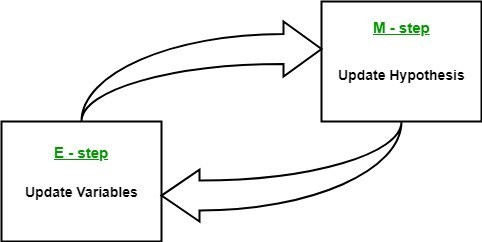 M - step
Update Hypothesis
E - step
Update Variables